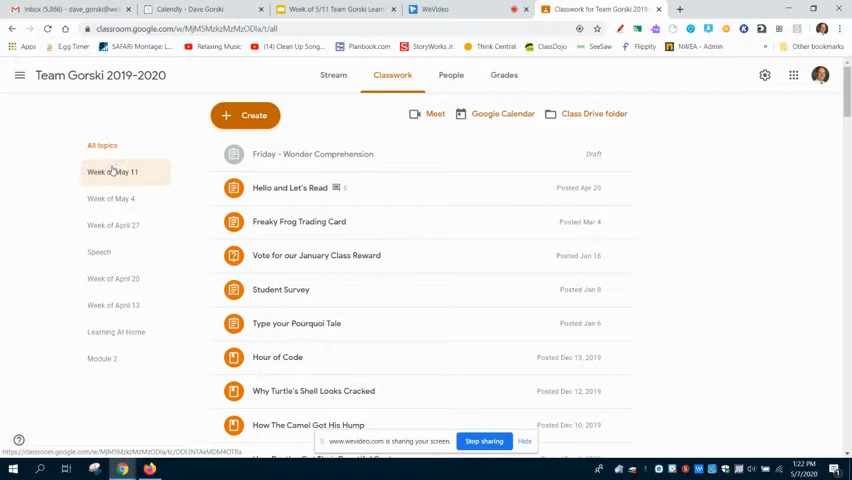 Inbox (5,866) - dave_gorski@we
Calendly - Dave Gorski
Week of 5/11 Team Gorski Learn
WeVideo
Classwork for Team Gorski 2019-
classroom.google.com/w/MjM5MzkzMzMzODla/t/all
Apps
Egg Timer
SAFARI Montage: L...
Relaxing Music
(14) Clean Up Song...
Planbook.com
StoryWorks Jr.
Think Central
ClassDojo
SeeSaw
Flippity
NWEA - Admin
Other bookmarks
Team Gorski 2019-2020
Stream
Classwork
People
Grades
Create
Meet
Google Calendar
Class Drive folder
All topics
Week of May 11
Week of May 4
Week of April 27
Speech
Week of April 20
Week of April 13
Learning At Home
Module 2
Friday - Wonder Comprehension
Draft
Hello and Let's Read
5
Posted Apr 20
Freaky Frog Trading Card
Posted Mar 4
Vote for our January Class Reward
Posted Jan 16
Student Survey
Posted Jan 8
Type your Pourquoi Tale
Posted Jan 6
Hour of Code
Posted Dec 13, 2019
Why Turtle's Shell Looks Cracked
Posted Dec 12, 2019
How The Camel Got His Hump
Posted Dec 10, 2019
www.wevideo.com is sharing your screen.
Stop sharing
Hide
1:22 PM
5/7/2020